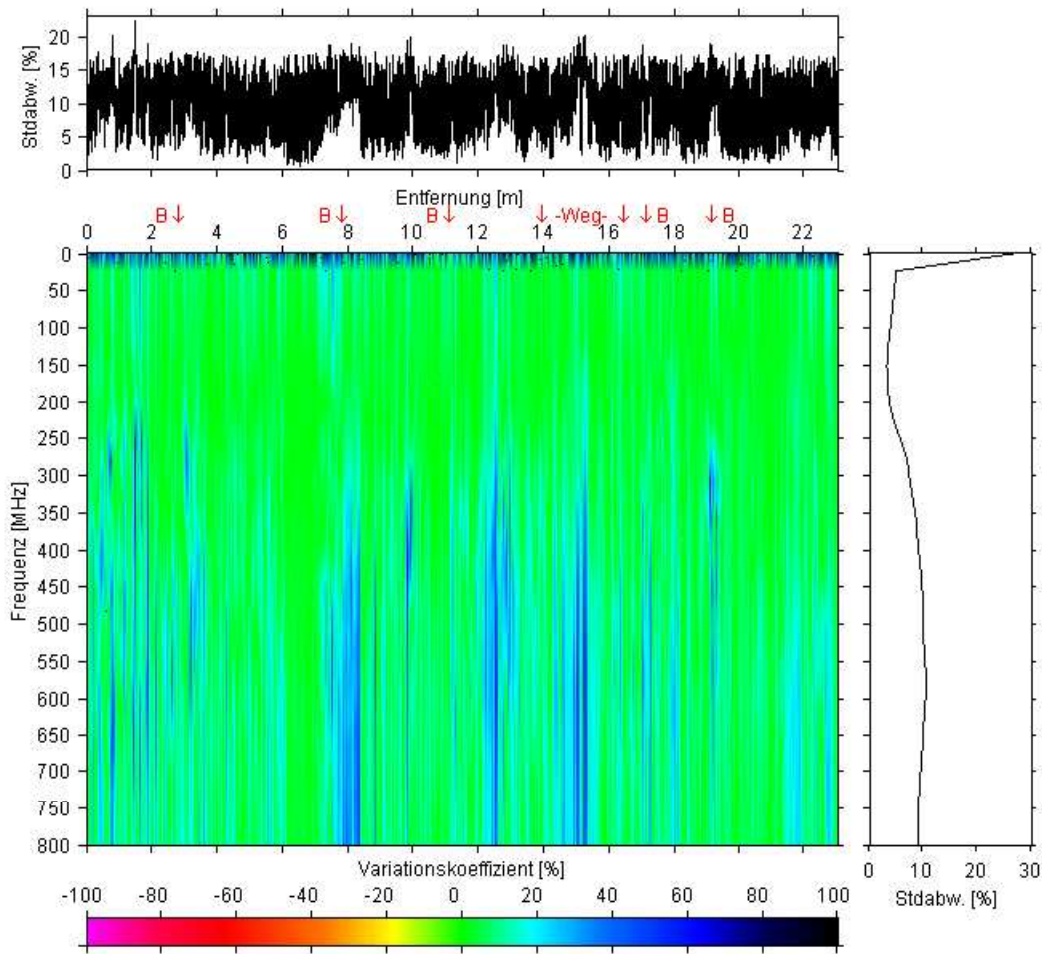 Stdabw. [%]
20
15
10
5
0
Entfernung [m]
B↓ B↓ B↓ ↓ -Weg- ↓ ↓B ↓B
0 2 4 6 8 10 12 14 16 18 20 22
Frequenz [MHz]
0
50
100
150
200
250
300
350
400
450
500
550
600
650
700
750
800
0 10 20 30
Stdabw. [%]
Variationskoeffizient [%]
-100 -80 -60 -40 -20 0 20 40 60 80 100